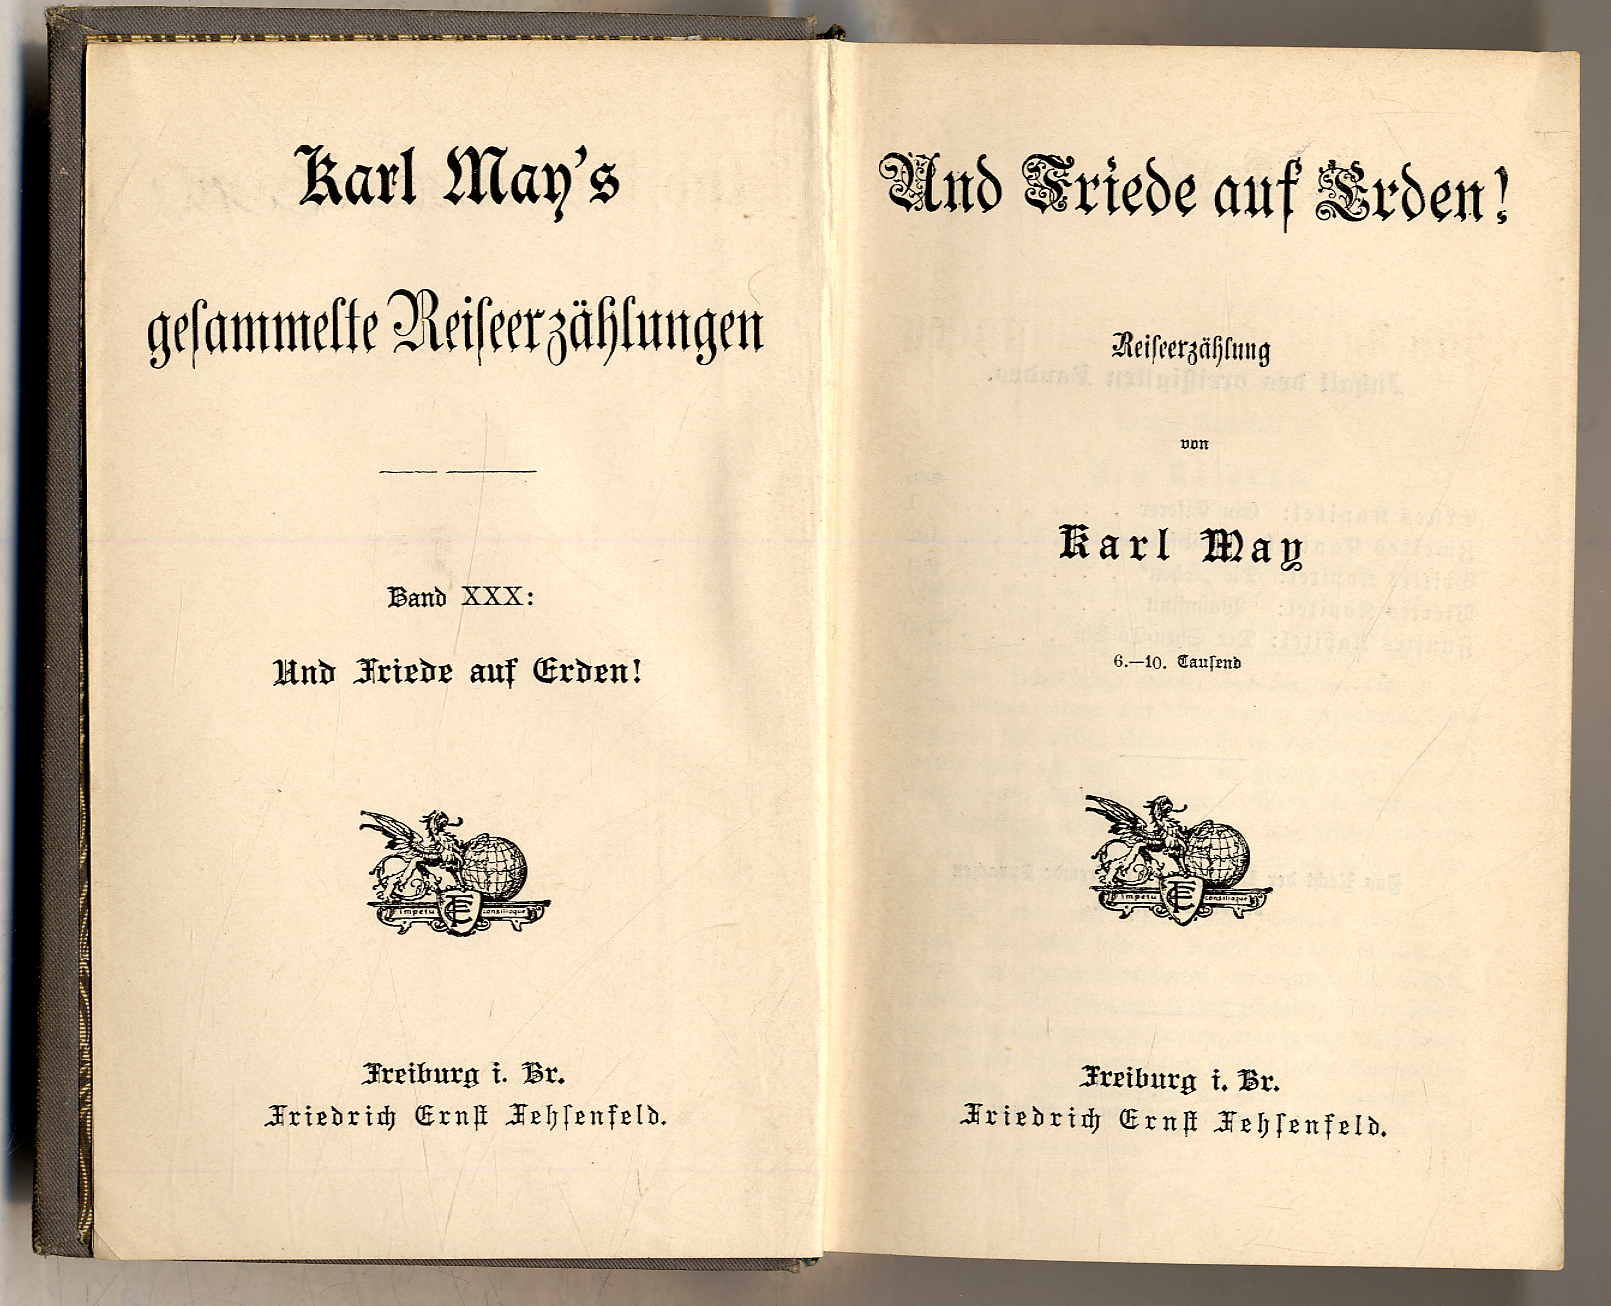 Karl May's
gesammelte Reiseerzählungen
Band XXX:
Und Friede auf Erden!
impetu consilioque
Freiburg i. Br.
Friedrich Ernst Fehsenfeld.
Und Friede auf Erden!
Reiseerzählung
von
Karl May
6.—10. Tausend
impetu consilioque
Freiburg i. Br.
Friedrich Ernst Fehsenfeld.